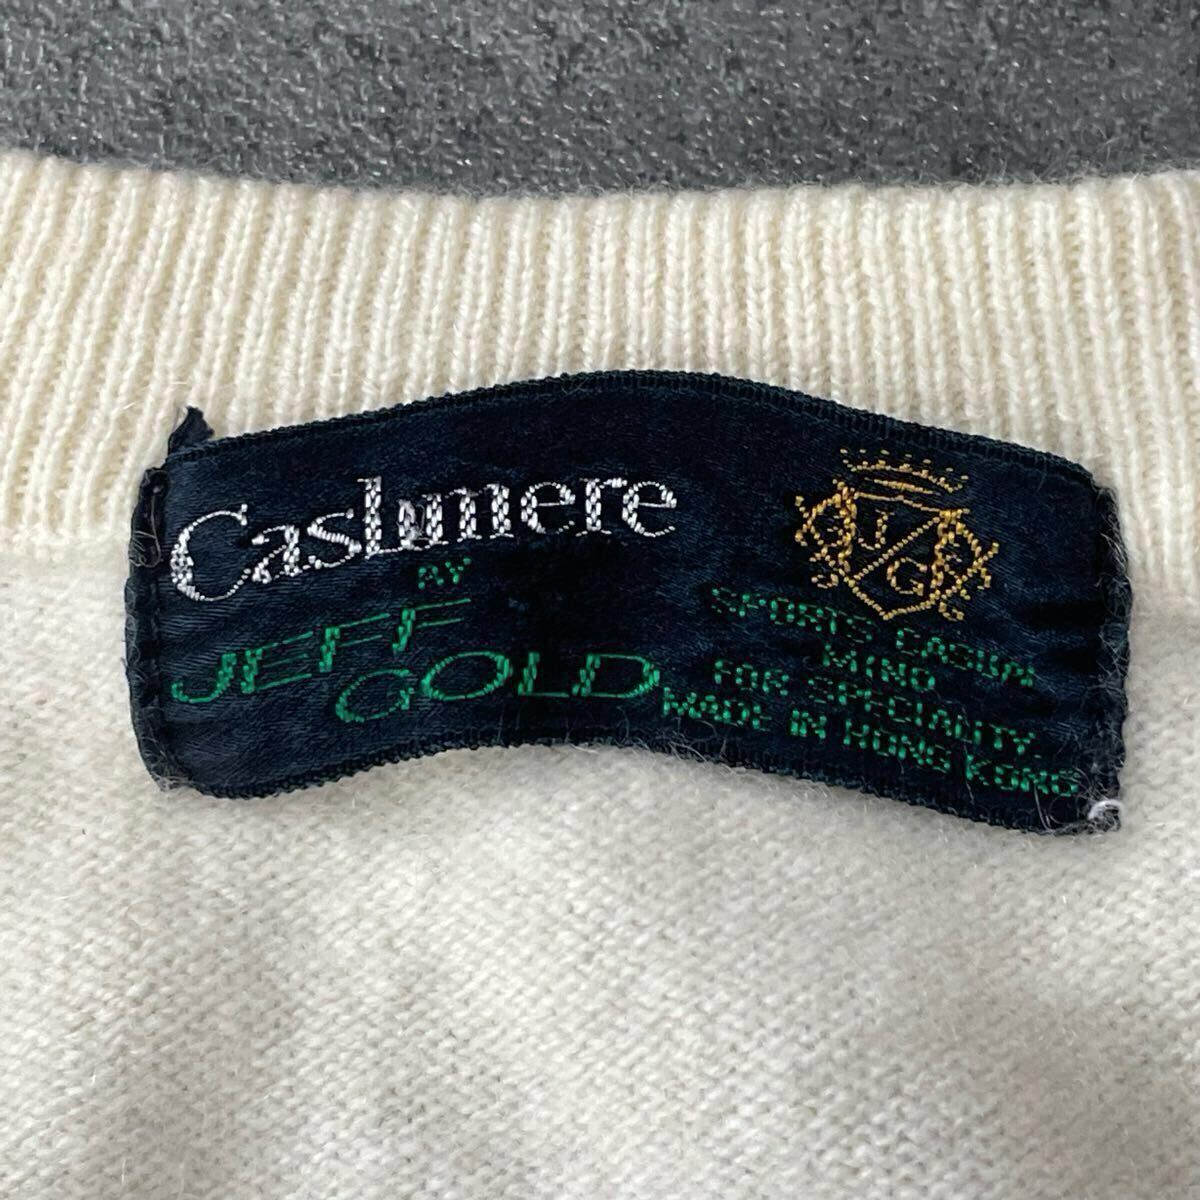 Cashmere
BY
JEFF
GOLD
J G
SPORTS CASUAL
MIND
FOR SPECIALITY.
MADE IN HONG KONG